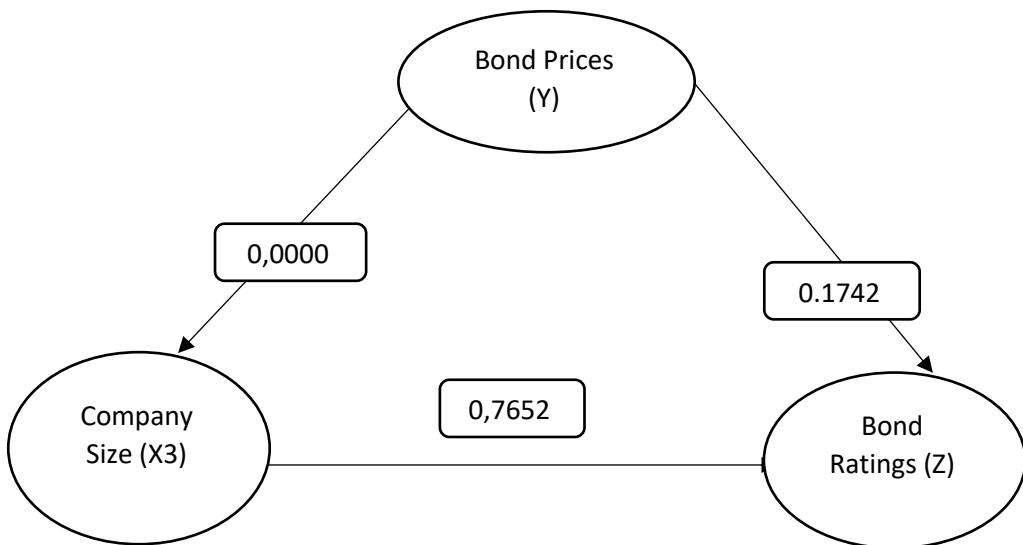 Bond Prices
(Y)
0,0000
0.1742
Company
Size (X3)
0,7652
Bond
Ratings (Z)